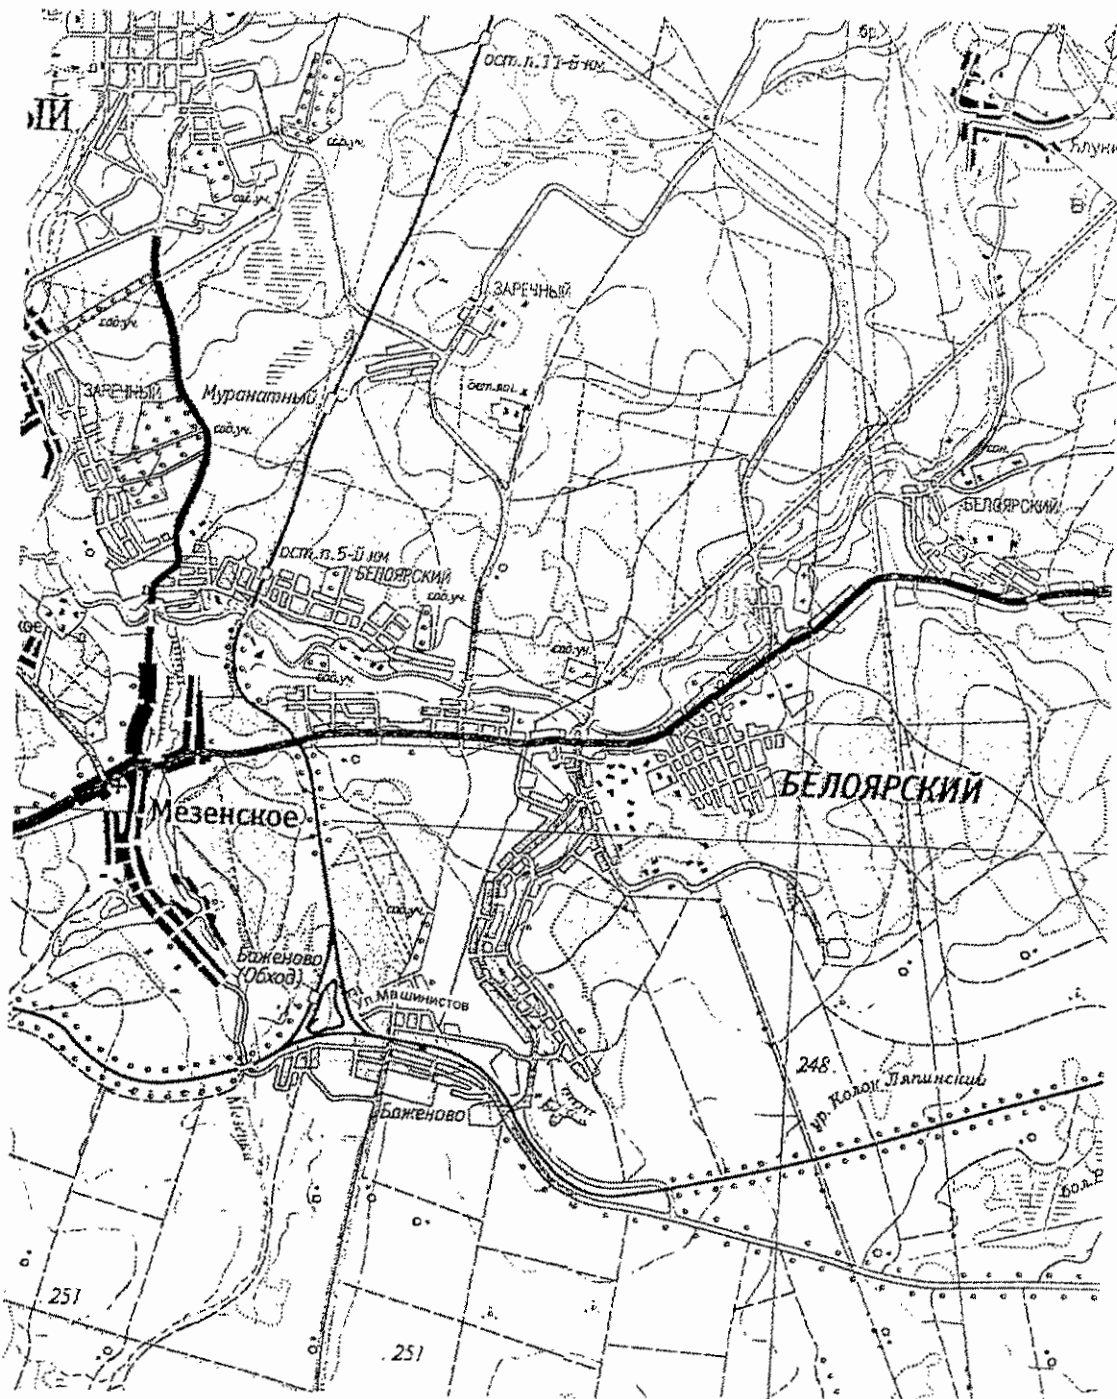 бр.
ост.п. 11-й км
ЫЙ
сад.уч.
сад.уч.
ЗАРЕЧНЫЙ
сад.уч.
ЗАРЕЧНЫЙ
Муранитный
сад.уч.
БЕЛОЯРСКИЙ
ост.п. 5-й км
БЕЛОЯРСКИЙ
сад.уч.
сад.уч.
сад.уч.
БЕЛОЯРСКИЙ
Мезенское
сад.уч.
Баженово
(Обход)
Ул.Машинистов
248
ур. Колок Ляпинский
Баженово
бол.
251
251